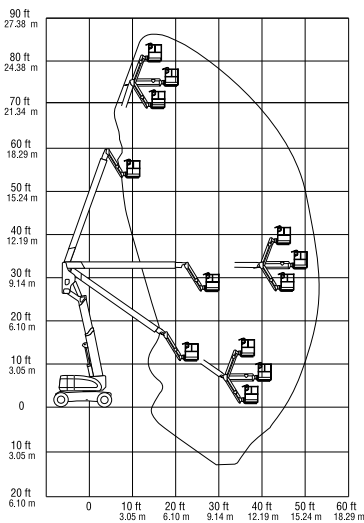 90 ft
27.38 m
80 ft
24.38 m
70 ft
21.34 m
60 ft
18.29 m
50 ft
15.24 m
40 ft
12.19 m
30 ft
9.14 m
20 ft
6.10 m
10 ft
3.05 m
0
10 ft
3.05 m
20 ft
6.10 m
0 10 ft 20 ft 30 ft 40 ft 50 ft 60 ft
3.05 m 6.10 m 9.14 m 12.19 m 15.24 m 18.29 m